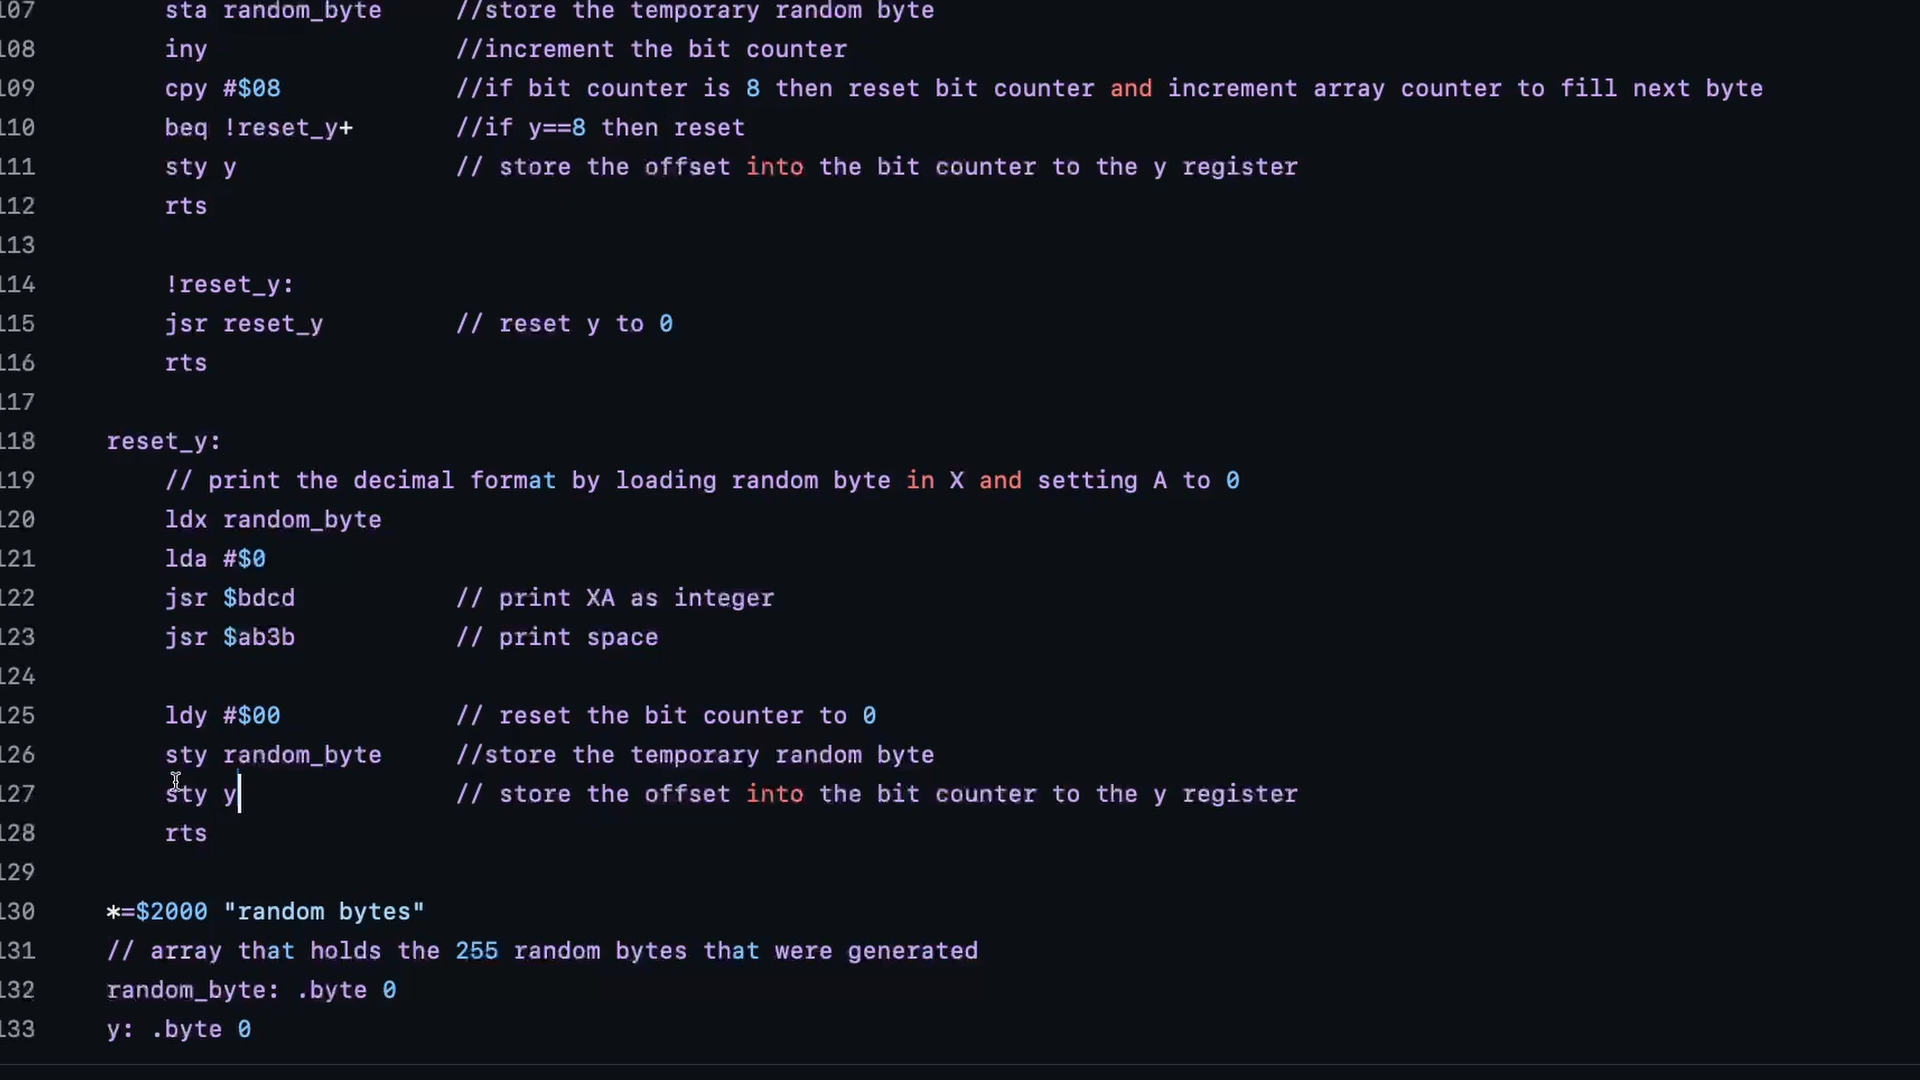 107 sta random_byte //store the temporary random byte
108 iny //increment the bit counter
109 cpy #$08 //if bit counter is 8 then reset bit counter and increment array counter to fill next byte
110 beq !reset_y+ //if y==8 then reset
111 sty y // store the offset into the bit counter to the y register
112 rts
113
114 !reset_y:
115 jsr reset_y // reset y to 0
116 rts
117
118 reset_y:
119 // print the decimal format by loading random byte in X and setting A to 0
120 ldx random_byte
121 lda #$0
122 jsr $bdcd // print XA as integer
123 jsr $ab3b // print space
124
125 ldy #$00 // reset the bit counter to 0
126 sty random_byte //store the temporary random byte
127 sty y // store the offset into the bit counter to the y register
128 rts
129
130 *=$2000 "random bytes"
131 // array that holds the 255 random bytes that were generated
132 random_byte: .byte 0
133 y: .byte 0